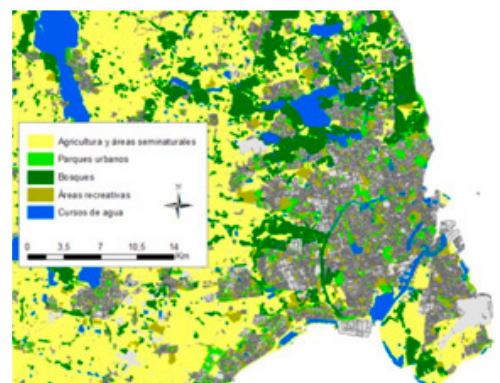 Agricultura y áreas seminaturales
Parques urbanos
Bosques
Áreas recreativas
Cursos de agua
N
0 3,5 7 10,5 14
Km